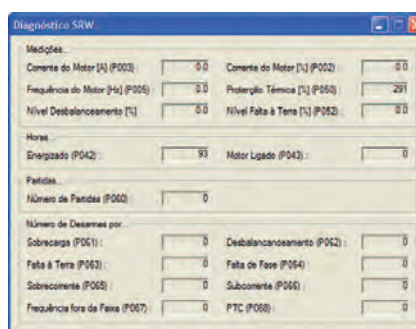 Diagnóstico SRW
Medições...
Corrente do Motor [A] (P003) : 0.0 Corrente do Motor [%] (P002) : 0.0
Frequência do Motor [Hz] (P005) : 0.0 Proterção Térmica [%] (P050) : 291
Nível Desbalanceamento [%] 0.0 Nível Falta à Terra [%] (P052) : 0.0
Horas...
Energizado (P042) : 93 Motor Ligado (P043) : 0
Partidas...
Número de Partidas (P060) : 0
Número de Desarmes por...
Sobrecarga (P061) : 0 Desbalancanceamento (P062) : 0
Falta à Terra (P063) : 0 Falta de Fase (P064) : 0
Sobrecorrente (P065) : 0 Subcorrente (P066) : 0
Frequência fora da Faixa (P067) : 0 PTC (P068) : 0